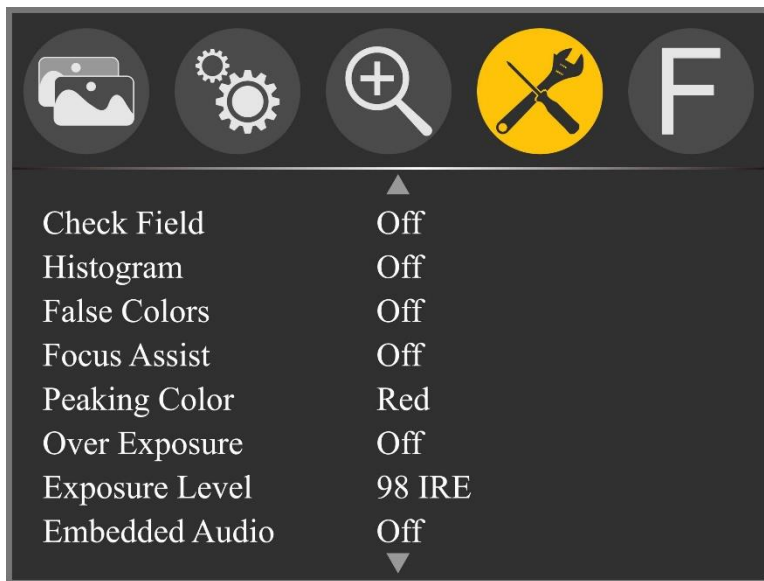 F
Check Field Off
Histogram Off
False Colors Off
Focus Assist Off
Peaking Color Red
Over Exposure Off
Exposure Level 98 IRE
Embedded Audio Off